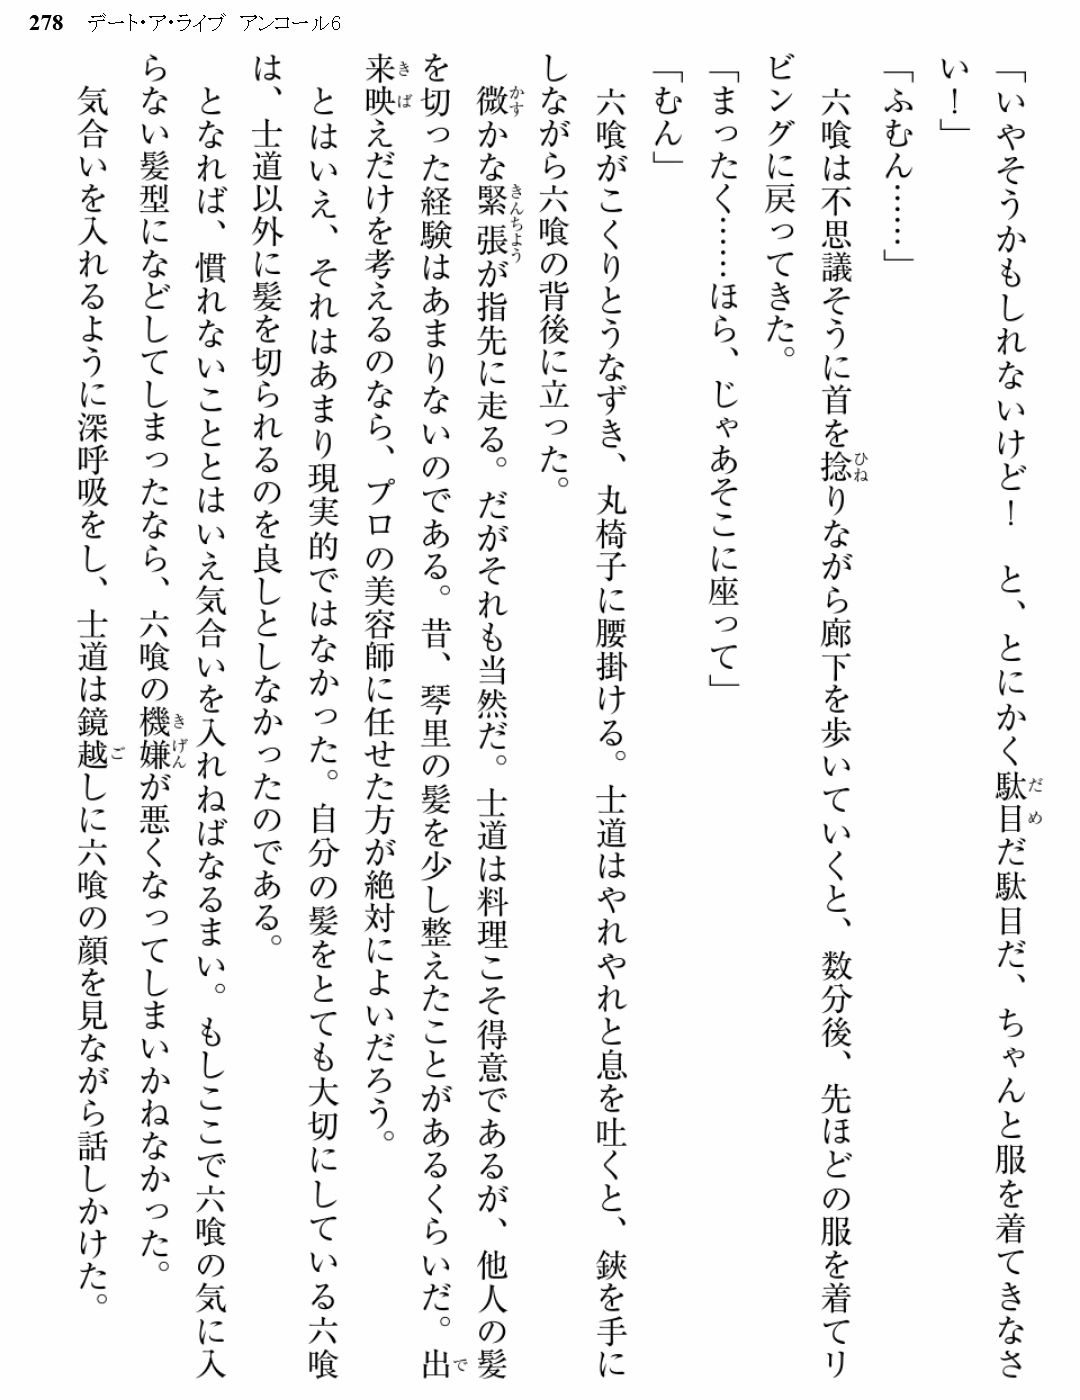 278　デート・ア・ライブ　アンコール6
「いやそうかもしれないけど！　と、とにかく駄目だ駄目だ、ちゃんと服を着てきなさ
い！」
「ふむん……」
　六喰は不思議そうに首を捻りながら廊下を歩いていくと、数分後、先ほどの服を着てリ
ビングに戻ってきた。
「まったく……ほら、じゃあそこに座って」
「むん」
　六喰がこくりとうなずき、丸椅子に腰掛ける。士道はやれやれと息を吐くと、鋏を手に
しながら六喰の背後に立った。
　微かな緊張が指先に走る。だがそれも当然だ。士道は料理こそ得意であるが、他人の髪
を切った経験はあまりないのである。昔、琴里の髪を少し整えたことがあるくらいだ。出
来映えだけを考えるのなら、プロの美容師に任せた方が絶対によいだろう。
　とはいえ、それはあまり現実的ではなかった。自分の髪をとても大切にしている六喰
は、士道以外に髪を切られるのを良しとしなかったのである。
　となれば、慣れないこととはいえ気合いを入れねばなるまい。もしここで六喰の気に入
らない髪型になどしてしまったなら、六喰の機嫌が悪くなってしまいかねなかった。
　気合いを入れるように深呼吸をし、士道は鏡越しに六喰の顔を見ながら話しかけた。